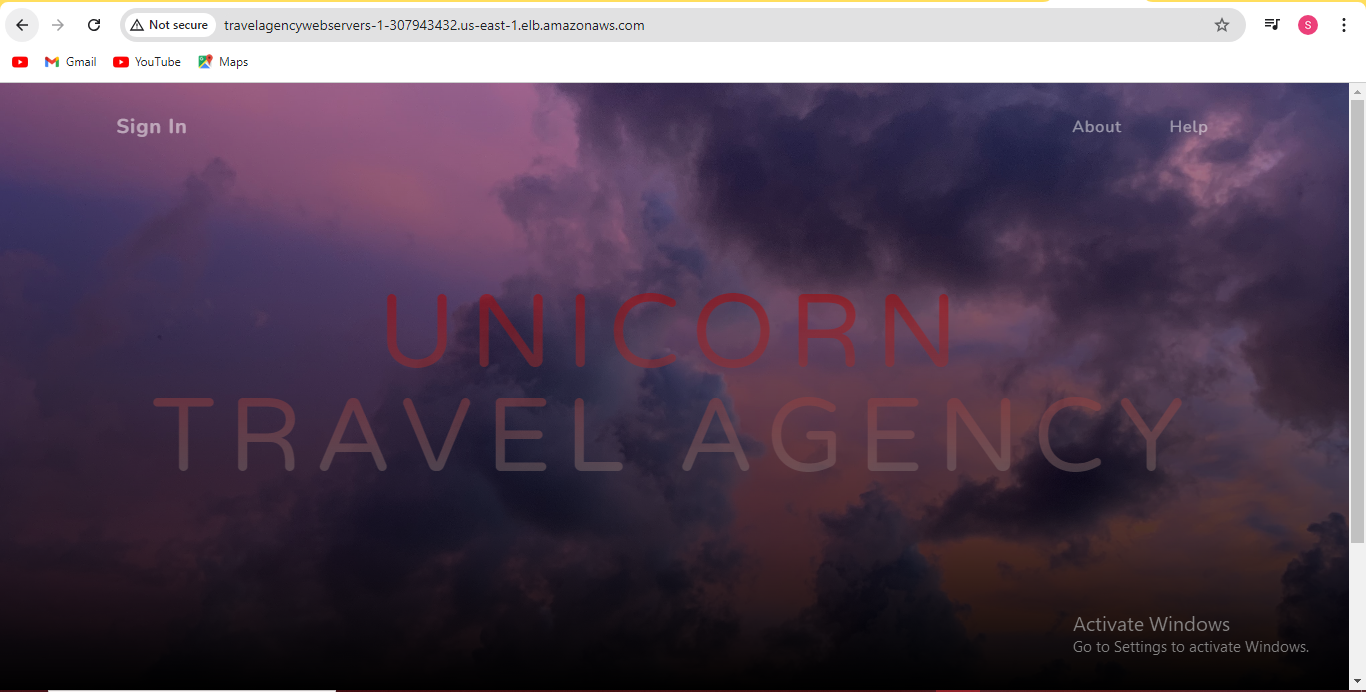 Not secure travelagencywebservers-1-307943432.us-east-1.elb.amazonaws.com S
Gmail YouTube Maps
Sign In About Help
UNICORN
TRAVEL AGENCY
Activate Windows
Go to Settings to activate Windows.